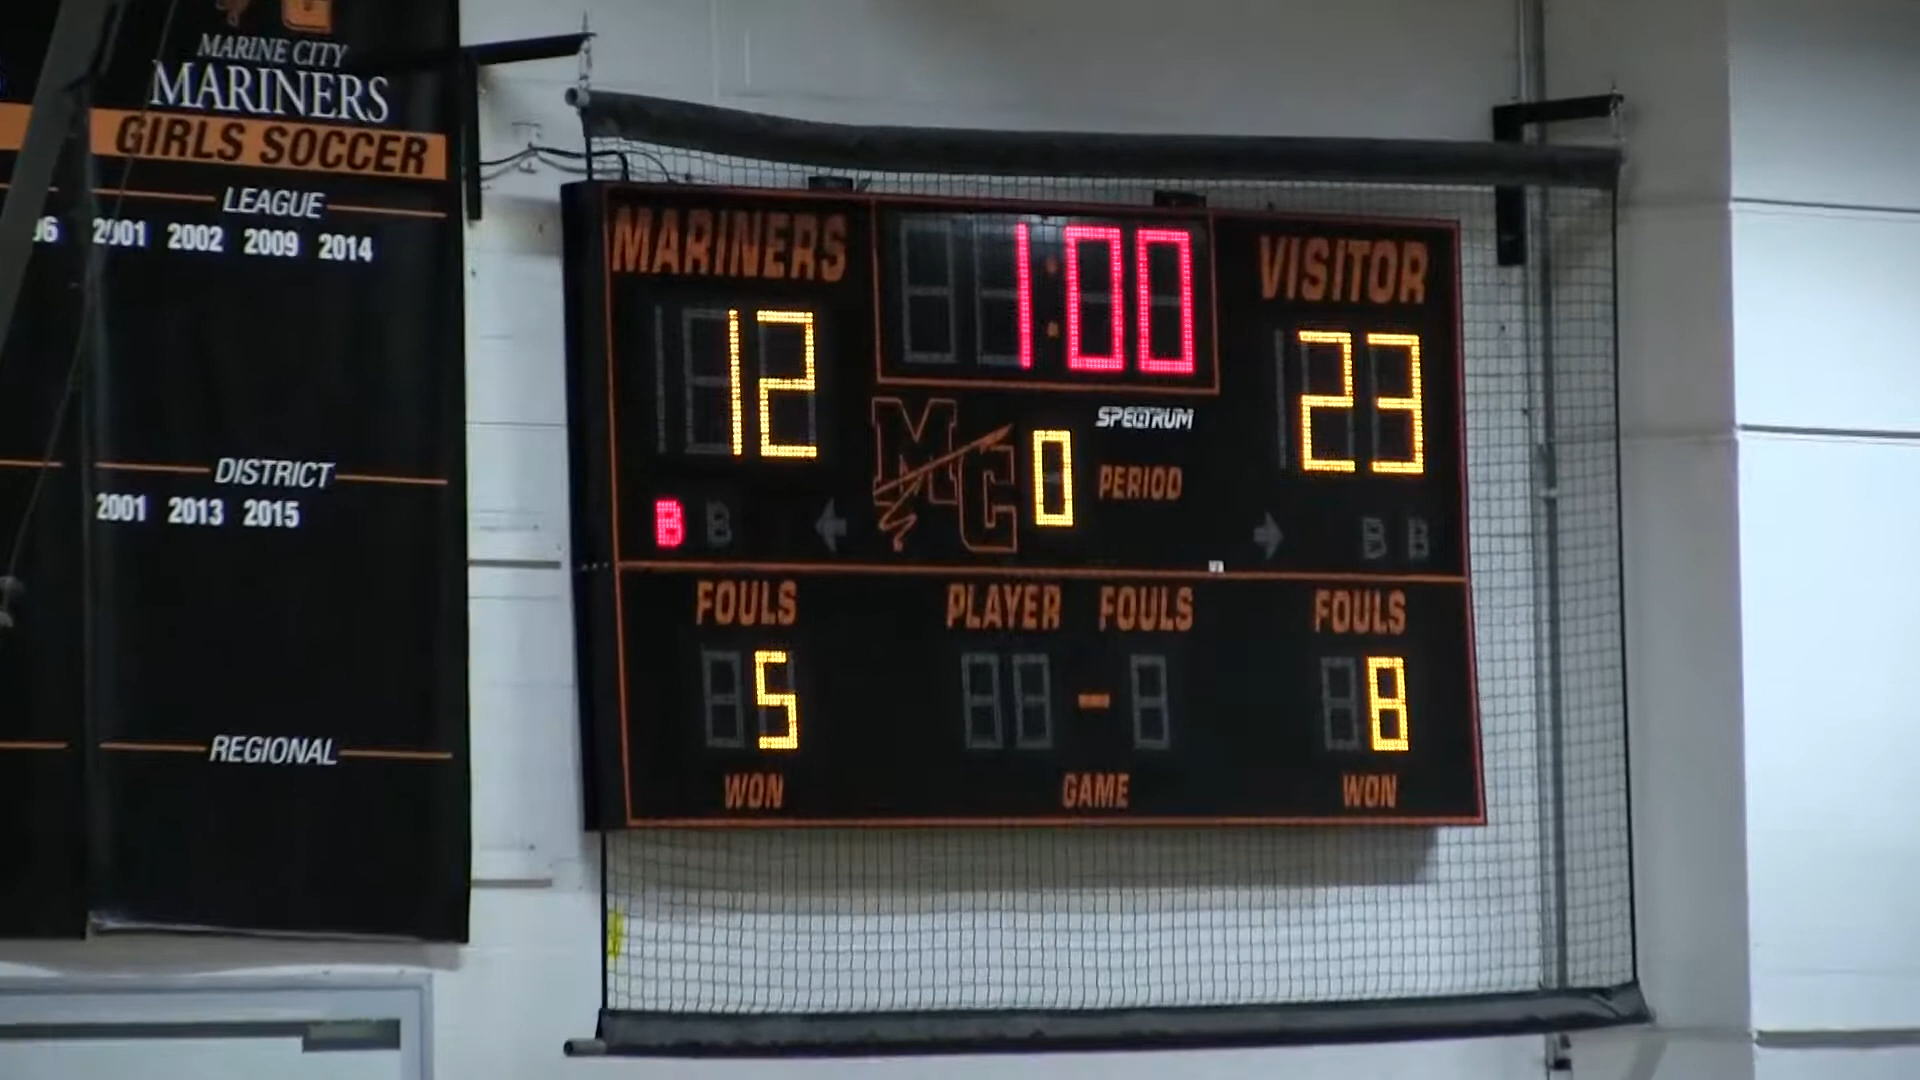 MARINE CITY
MARINERS
GIRLS SOCCER
LEAGUE
2001 2002 2009 2014
DISTRICT
2001 2013 2015
REGIONAL
MARINERS 1:00 VISITOR
12 23
SPECTRUM
MC 0 PERIOD
B B B B
FOULS PLAYER FOULS FOULS
5 - 8
WON GAME WON